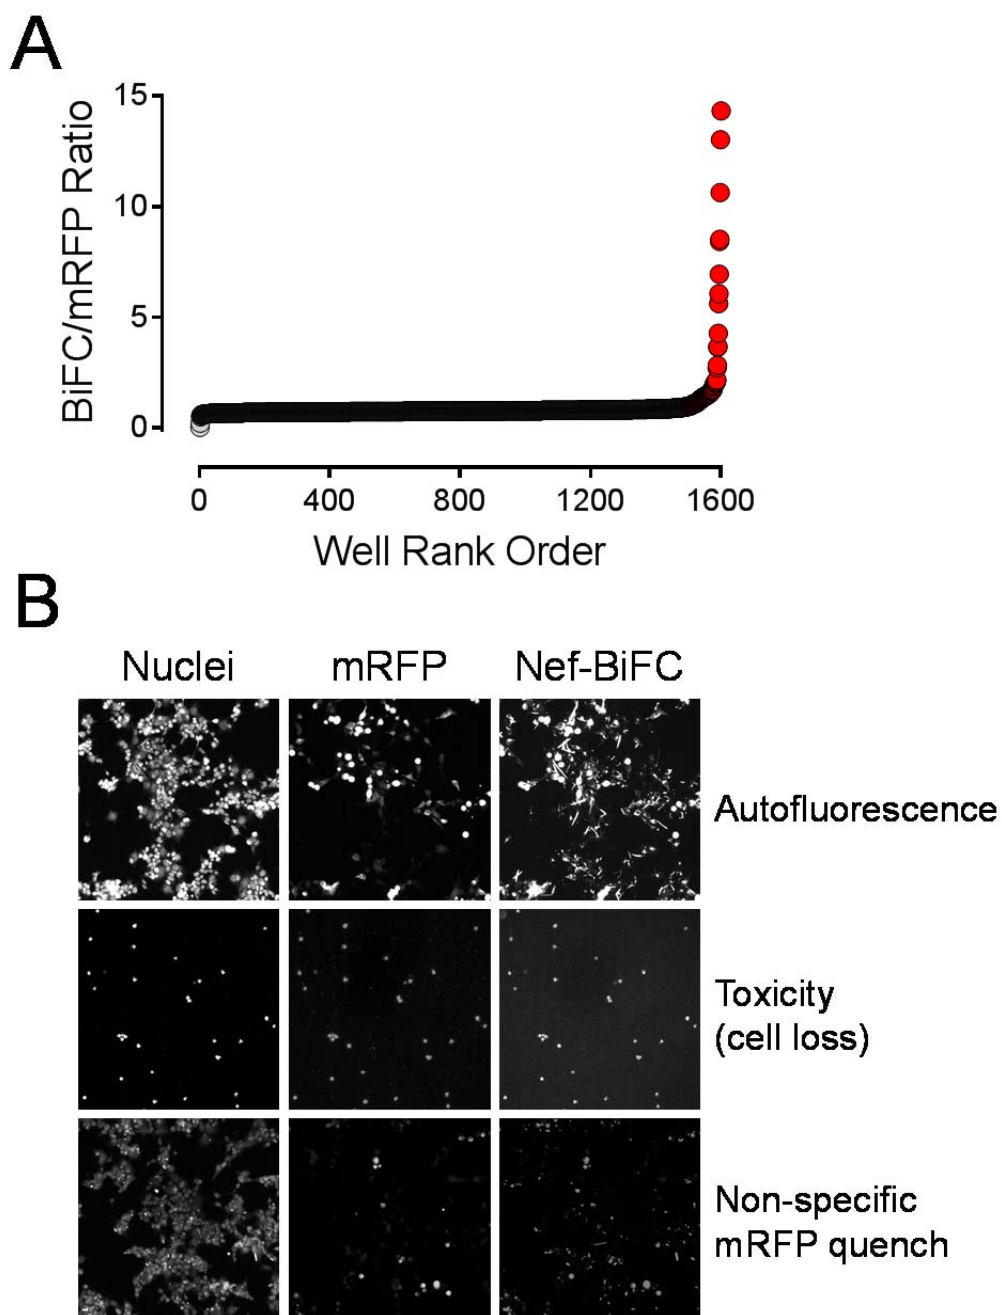 A
15
10
5
0
BiFC/mRFP Ratio
0 400 800 1200 1600
Well Rank Order
B
Nuclei mRFP Nef-BiFC
Autofluorescence
Toxicity
(cell loss)
Non-specific
mRFP quench